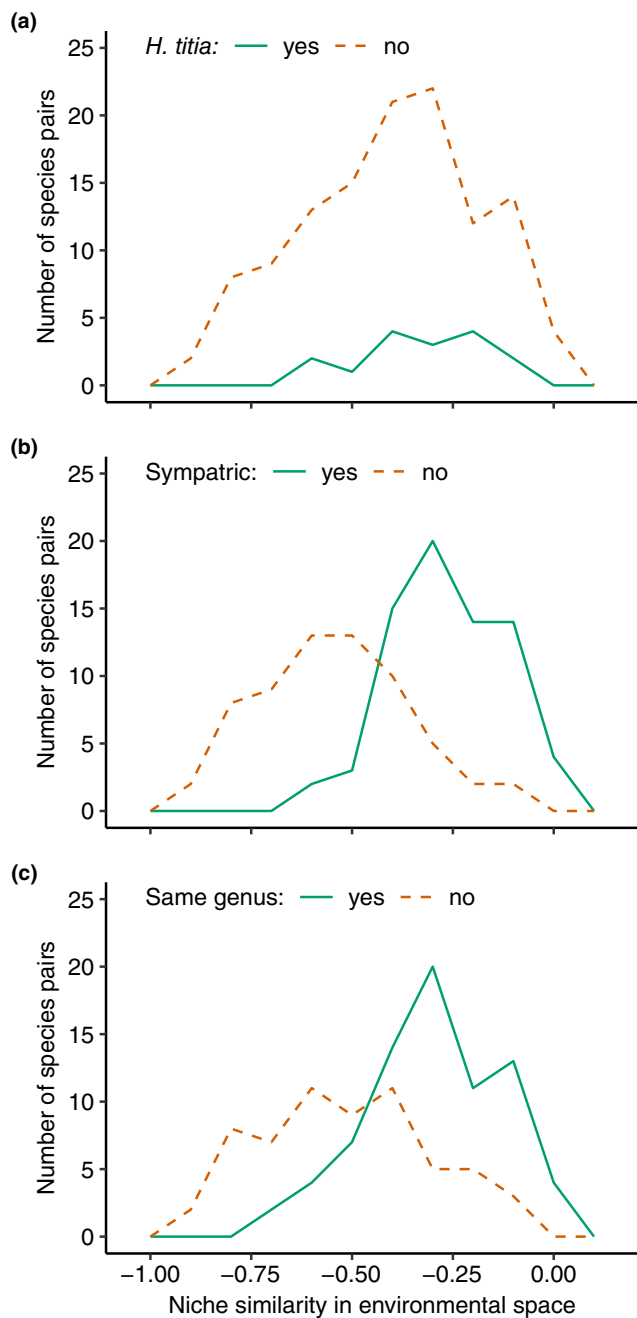 (a)
H. titia: yes no
25
20
15
10
5
0
Number of species pairs
(b)
Sympatric: yes no
25
20
15
10
5
0
Number of species pairs
(c)
Same genus: yes no
25
20
15
10
5
0
Number of species pairs
−1.00 −0.75 −0.50 −0.25 0.00
Niche similarity in environmental space